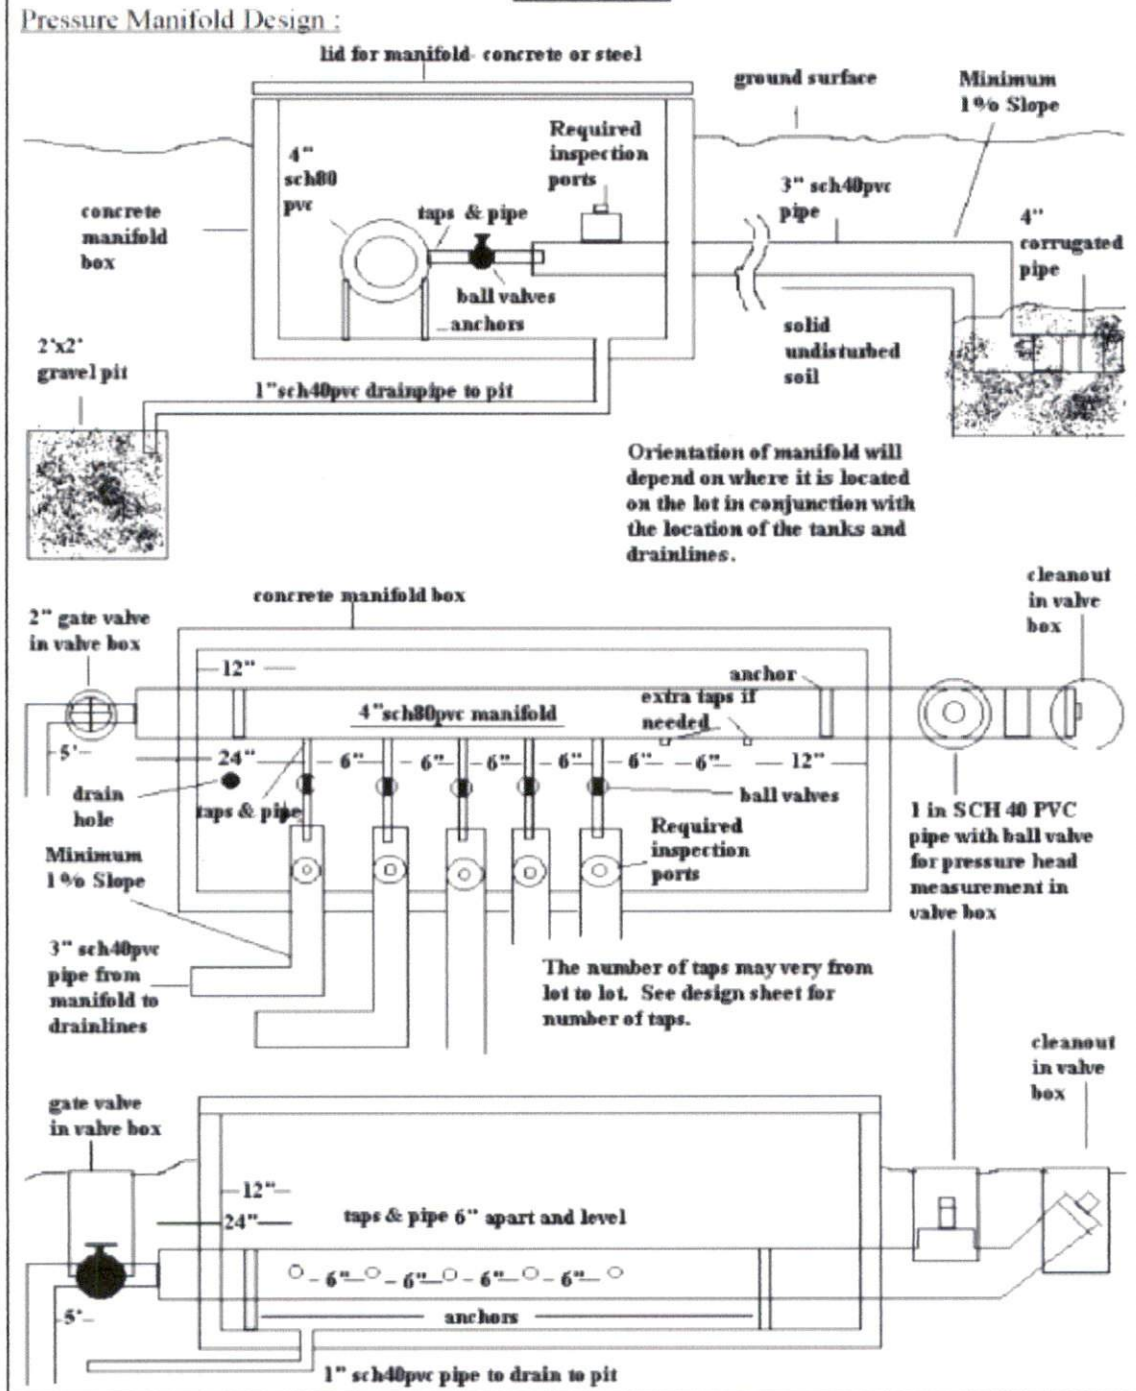 Pressure Manifold Design :
lid for manifold- concrete or steel
ground surface
Minimum
1% Slope
Required
inspection
ports
4"
sch80
pvc
3" sch40pvc
pipe
4"
corrugated
pipe
concrete
manifold
box
taps & pipe
ball valves
anchors
solid
undisturbed
soil
2'x2'
gravel pit
1"sch40pvc drainpipe to pit
Orientation of manifold will
depend on where it is located
on the lot in conjunction with
the location of the tanks and
drainlines.
cleanout
in valve
box
concrete manifold box
2" gate valve
in valve box
12"
anchor
extra taps if
needed
4"sch80pvc manifold
5'
24"
6"
6"
6"
6"
6"
6"
12"
drain
hole
taps & pipe
ball valves
Minimum
1% Slope
Required
inspection
ports
1 in SCH 40 PVC
pipe with ball valve
for pressure head
measurement in
valve box
3" sch40pvc
pipe from
manifold to
drainlines
The number of taps may very from
lot to lot. See design sheet for
number of taps.
cleanout
in valve
box
gate valve
in valve box
12"
24"
taps & pipe 6" apart and level
6"
6"
6"
6"
5'
anchors
1" sch40pvc pipe to drain to pit